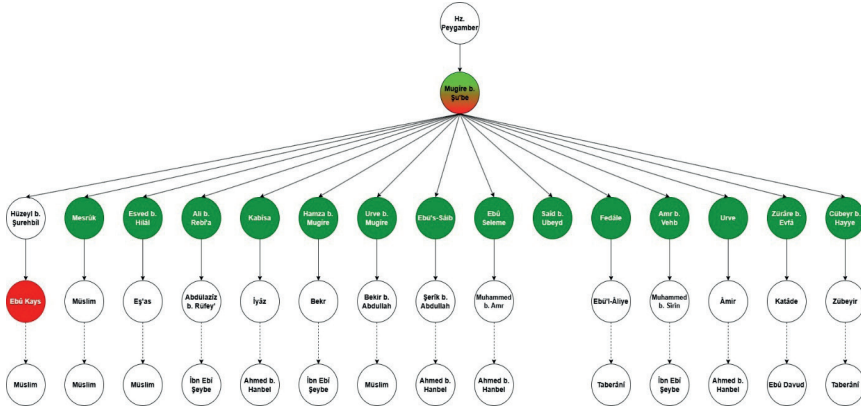 Hz.
Peygamber
Mugire b.
Şu'be
Hüzeyl b.
Şurehbil
Mesrûk
Esved b.
Hilâl
Ali b.
Rebî'a
Kabîsa
Hamza b.
Mugire
Urve b.
Mugire
Ebü's-Sâib
Ebû
Seleme
Said b.
Ubeyd
Fedâle
Amr b.
Vehb
Urve
Zürâre b.
Evfâ
Cübeyr b.
Hayye
Ebû Kays
Müslim
Eş'as
Abdülazîz
b. Rüfey'
İyâz
Bekr
Bekir b.
Abdullah
Şerîk b.
Abdullah
Muhammed
b. Amr
Ebü'l-Âliye
Muhammed
b. Sîrin
Âmir
Katâde
Zübeyir
Müslim
Müslim
Müslim
İbn Ebî
Şeybe
Ahmed b.
Hanbel
İbn Ebî
Şeybe
Müslim
Ahmed b.
Hanbel
Ahmed b.
Hanbel
Taberânî
İbn Ebî
Şeybe
Ahmed b.
Hanbel
Ebû Davud
Taberânî